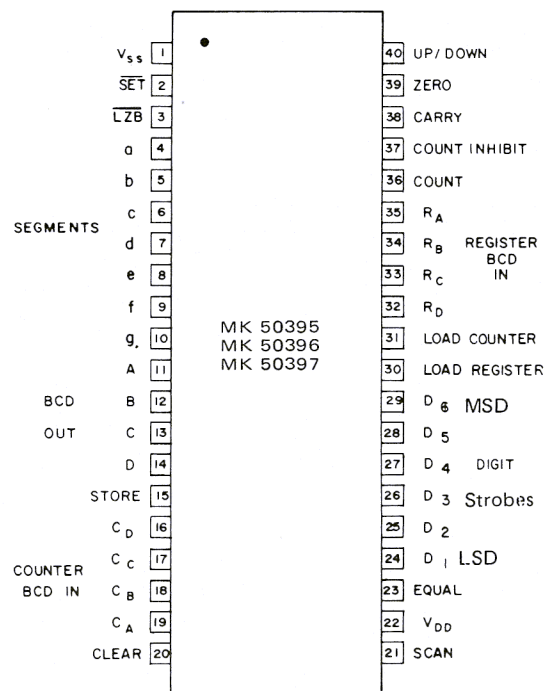 VSS 1
SET 2
LZB 3
a 4
b 5
c 6
SEGMENTS d 7
e 8
f 9
g. 10
A 11
BCD B 12
OUT C 13
D 14
STORE 15
CD 16
CC 17
COUNTER
BCD IN CB 18
CA 19
CLEAR 20
MK 50395
MK 50396
MK 50397
40 UP/DOWN
39 ZERO
38 CARRY
37 COUNT INHIBIT
36 COUNT
35 RA
34 RB REGISTER
BCD
33 RC IN
32 RD
31 LOAD COUNTER
30 LOAD REGISTER
29 D6 MSD
28 D5
27 D4 DIGIT
26 D3 Strobes
25 D2
24 D1 LSD
23 EQUAL
22 VDD
21 SCAN